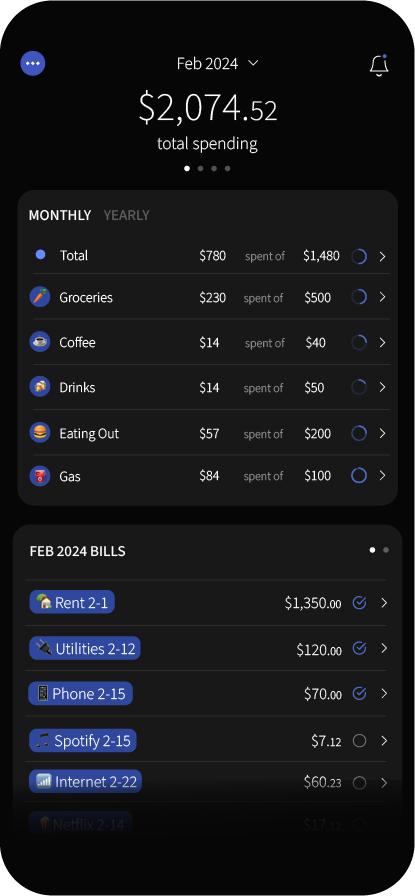 Feb 2024
$2,074.52
total spending
MONTHLY YEARLY
Total $780 spent of $1,480
Groceries $230 spent of $500
Coffee $14 spent of $40
Drinks $14 spent of $50
Eating Out $57 spent of $200
Gas $84 spent of $100
FEB 2024 BILLS
Rent 2-1 $1,350.00
Utilities 2-12 $120.00
Phone 2-15 $70.00
Spotify 2-15 $7.12
Internet 2-22 $60.23
Netflix 2-14 $17.12